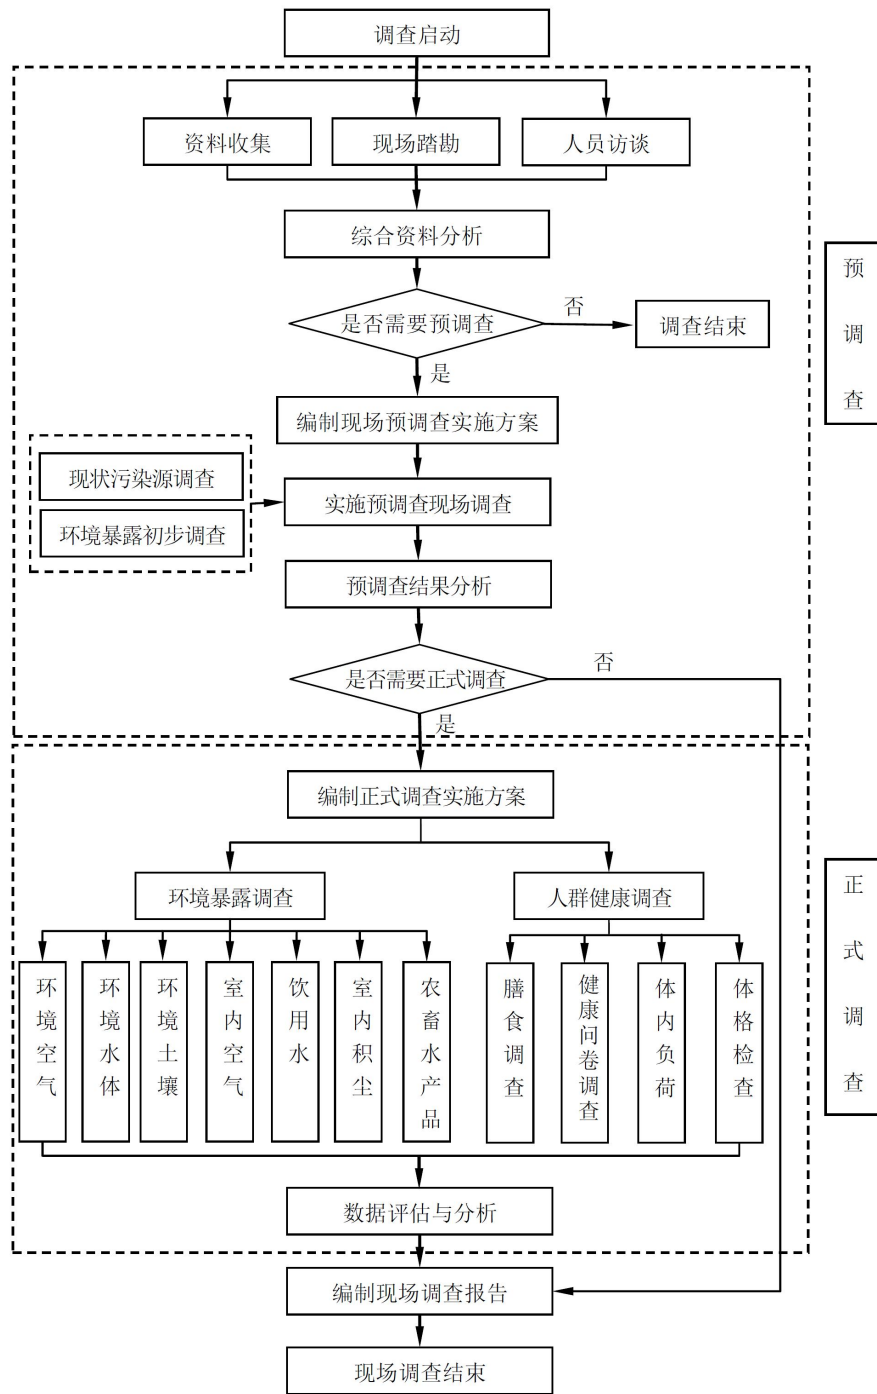 调查启动
资料收集
现场踏勘
人员访谈
综合资料分析
是否需要预调查
否
调查结束
是
编制现场预调查实施方案
现状污染源调查
环境暴露初步调查
实施预调查现场调查
预调查结果分析
是否需要正式调查
否
是
预调查
编制正式调查实施方案
环境暴露调查
人群健康调查
环境空气
环境水体
环境土壤
室内空气
饮用水
室内积尘
农畜水产品
膳食调查
健康问卷调查
体内负荷
体格检查
正式调查
数据评估与分析
编制现场调查报告
现场调查结束